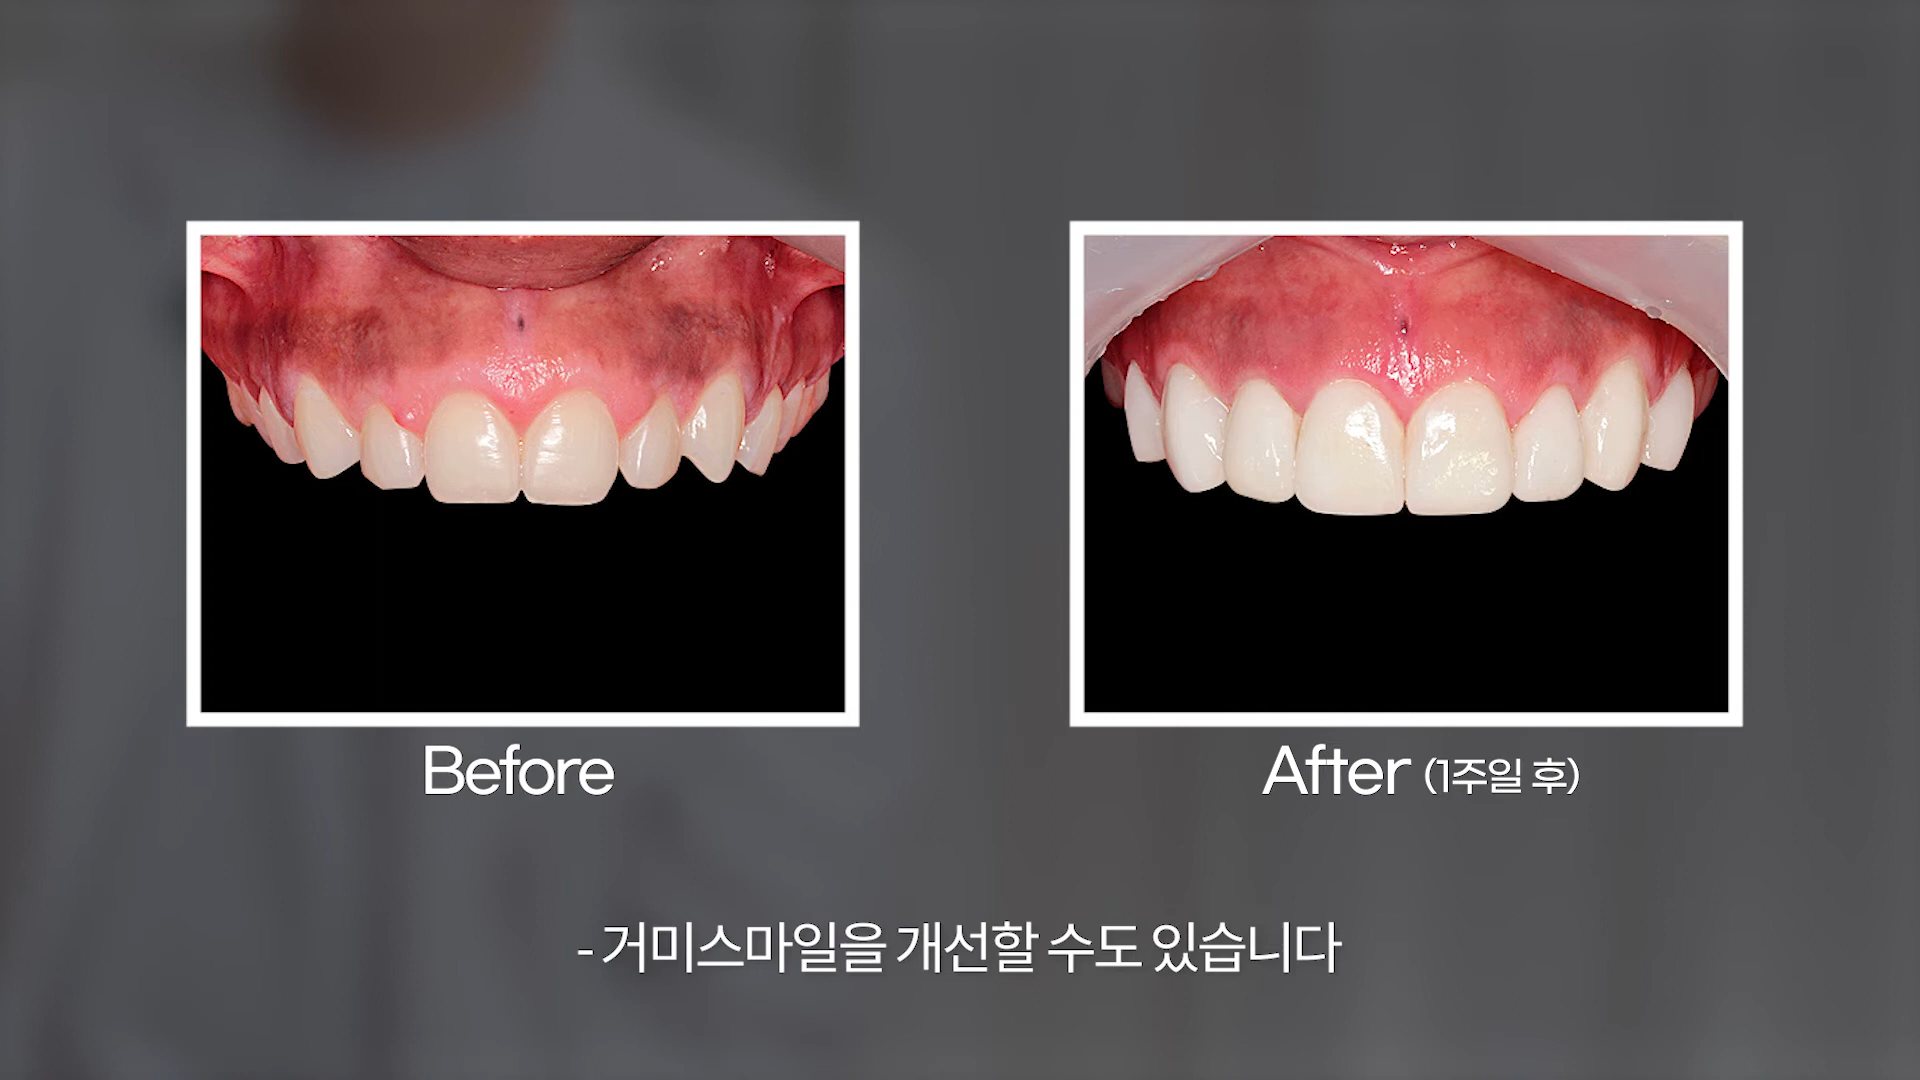 Before
After (1주일 후)
- 거미스마일을 개선할 수도 있습니다